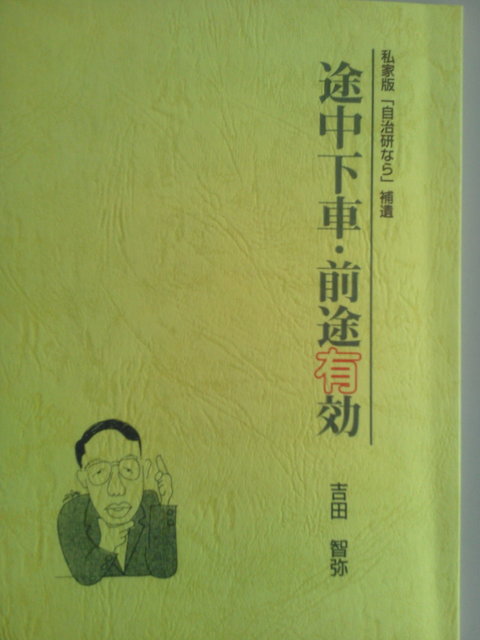 私家版「自治研なら」補遺
途中下車・前途有効
吉田 智弥